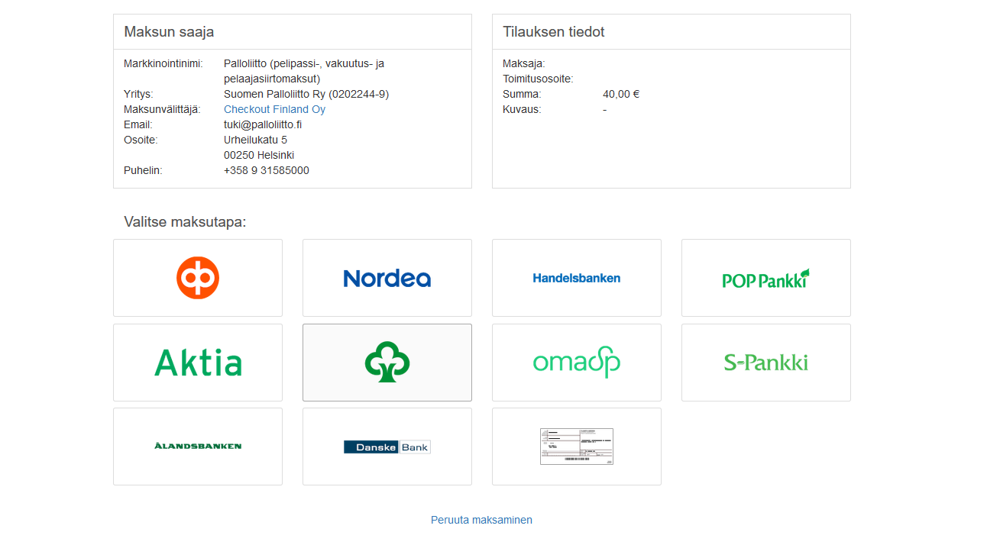 Maksun saaja
Markkinointinimi: Palloliitto (pelipassi-, vakuutus- ja
pelaajasiirtomaksut)
Yritys: Suomen Palloliitto Ry (0202244-9)
Maksunvälittäjä: Checkout Finland Oy
Email: tuki@palloliitto.fi
Osoite: Urheilukatu 5
00250 Helsinki
Puhelin: +358 9 31585000
Tilauksen tiedot
Maksaja:
Toimitusosoite:
Summa: 40,00 €
Kuvaus: -
Valitse maksutapa:
op
Nordea
Handelsbanken
POP Pankki
Aktia
omasp
S-Pankki
ÅLANDSBANKEN
Danske Bank
Peruuta maksaminen